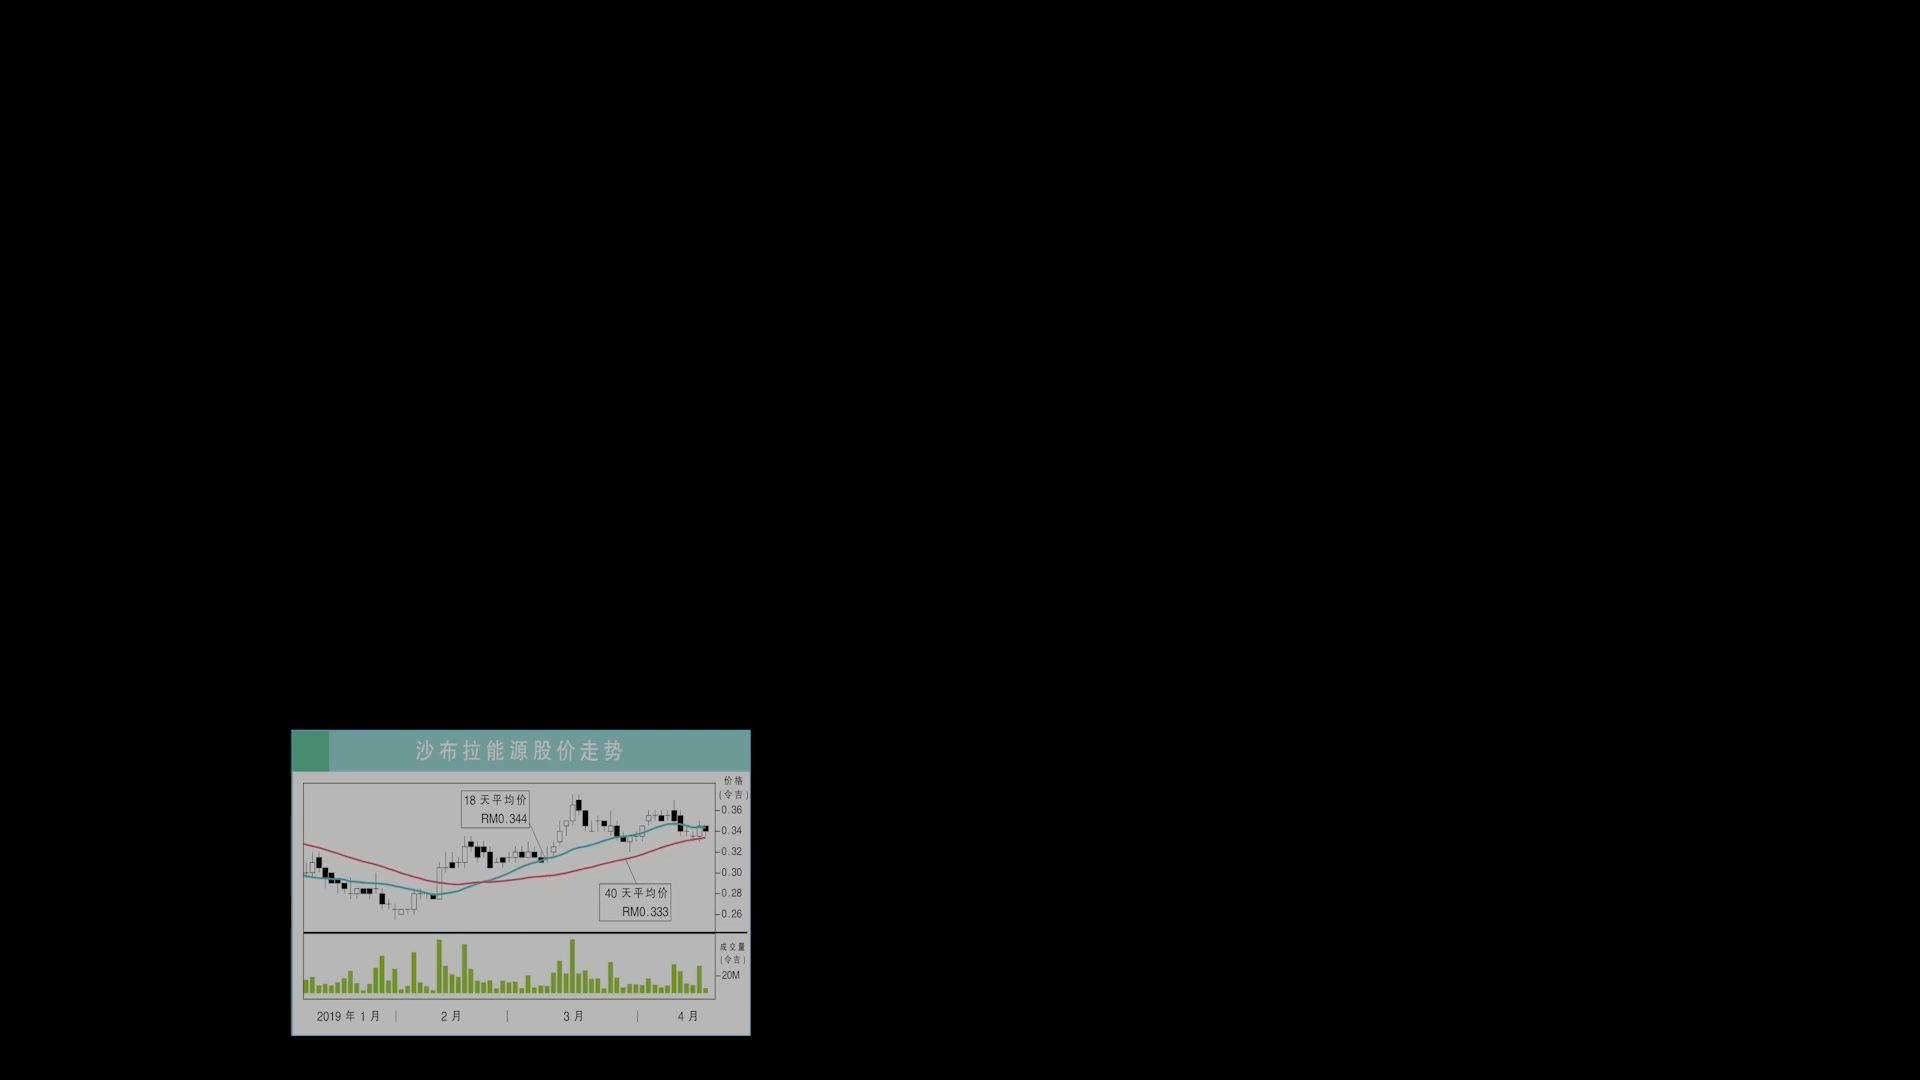 沙布拉能源股价走势
价格
(令吉)
18 天平均价
RM0.344
0.36
0.34
0.32
0.30
0.28
0.26
40 天平均价
RM0.333
成交量
(令吉)
20M
2019 年 1 月 | 2 月 | 3 月 | 4 月